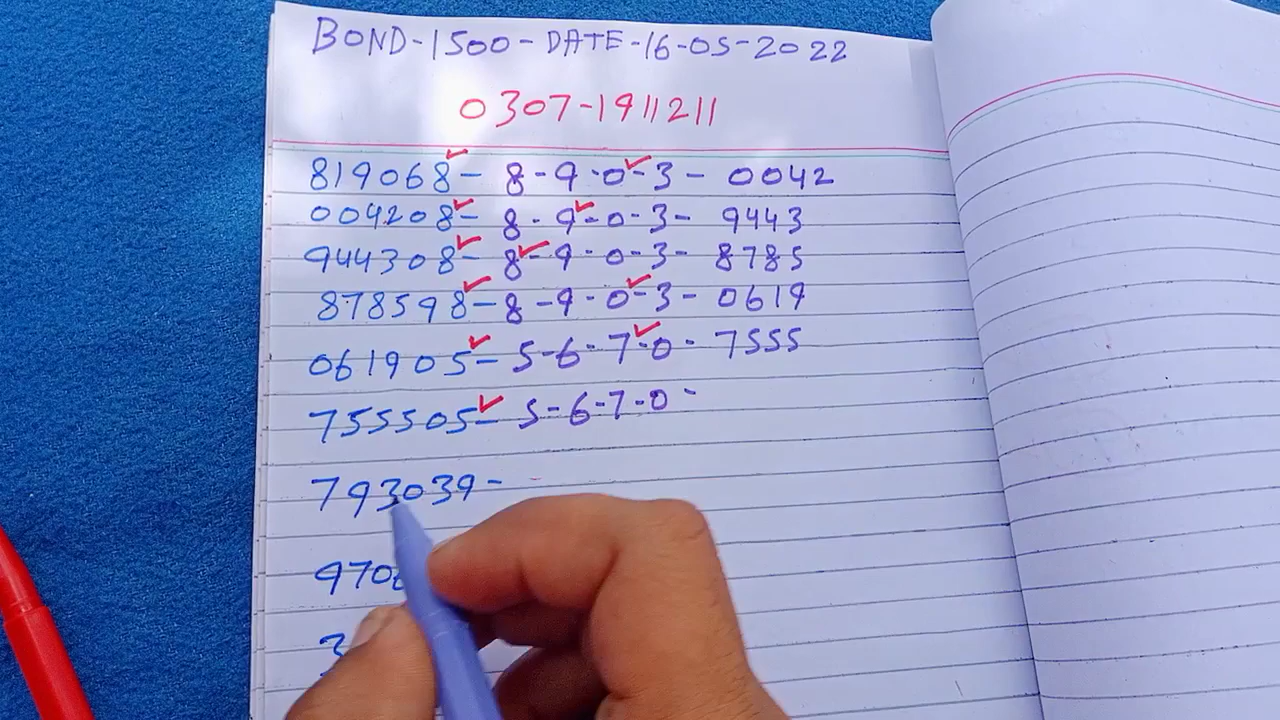 BOND-1500-DATE-16-05-2022
0307-1911211
819068- 8-9-0-3- 0042
004208- 8-9-0-3- 9443
944308- 8-9-0-3- 8785
878598-8-9-0-3-0619
061905- 5-6-7-0- 7555
755505- 5-6-7-0-
793039-